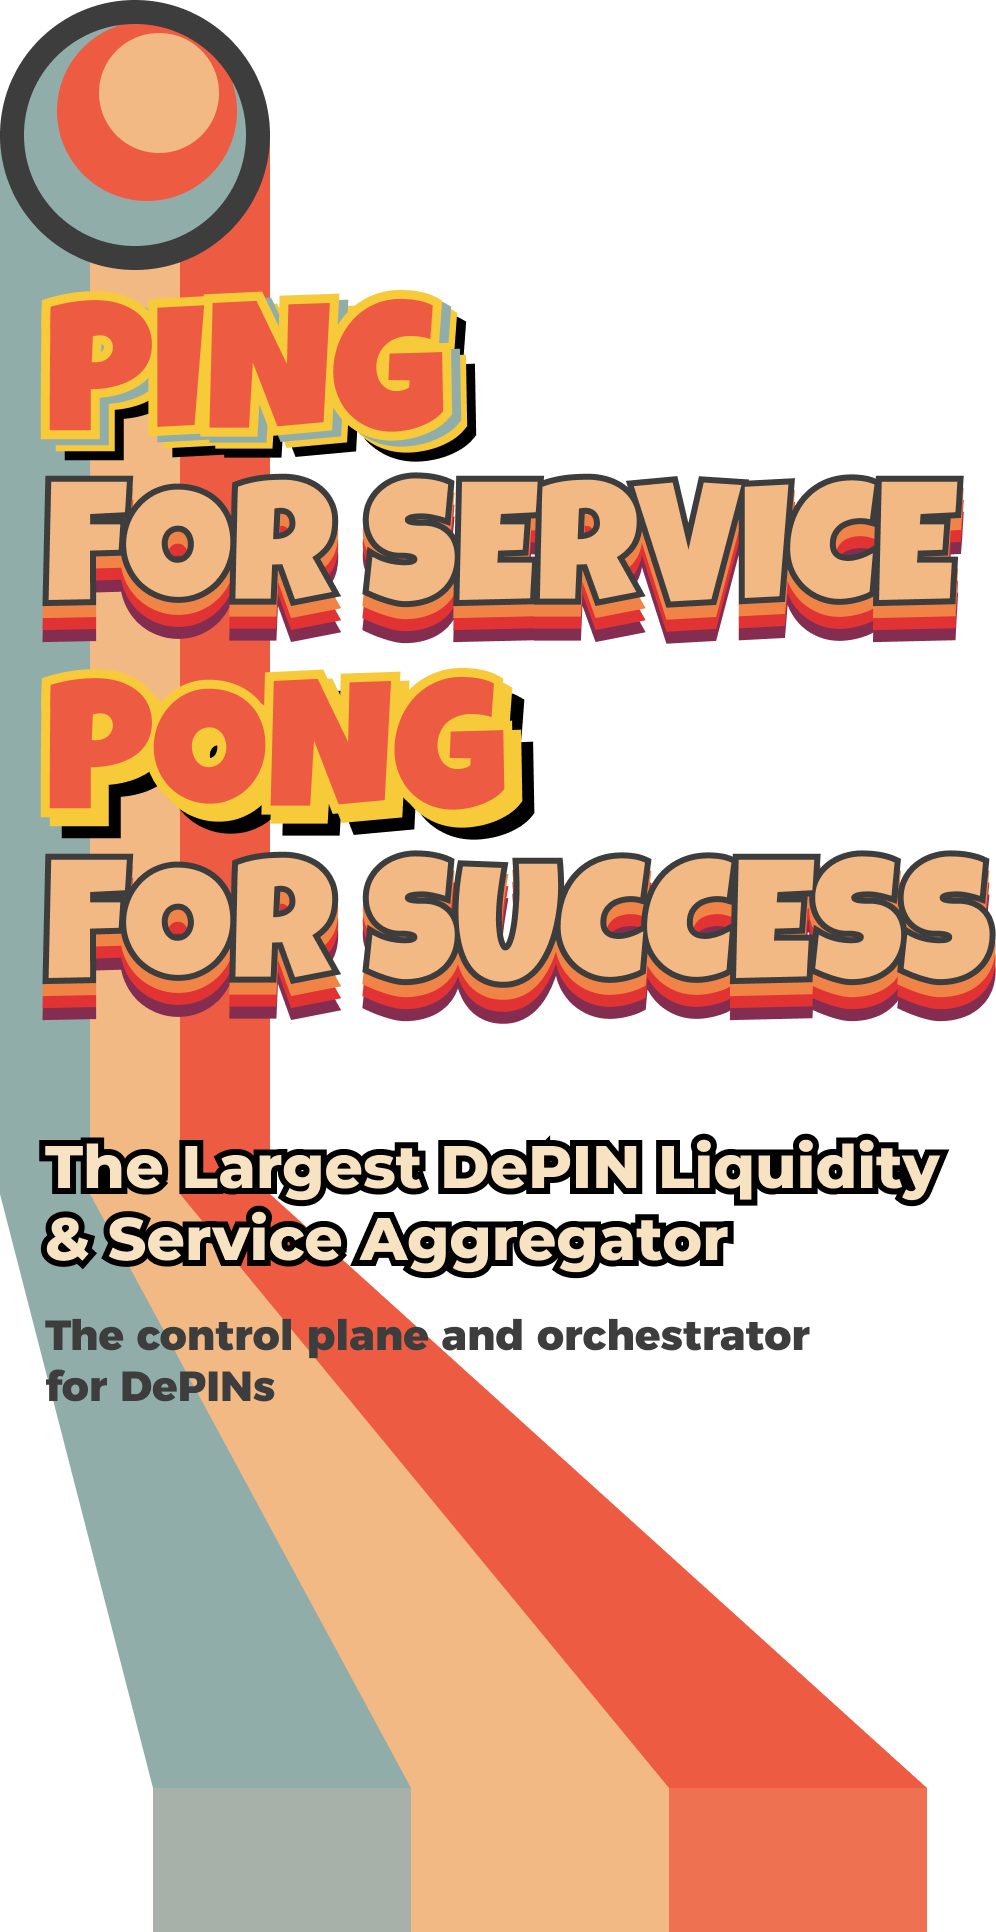 PING
FOR SERVICE
PONG
FOR SUCCESS
The Largest DePIN Liquidity
& Service Aggregator
The control plane and orchestrator
for DePINs